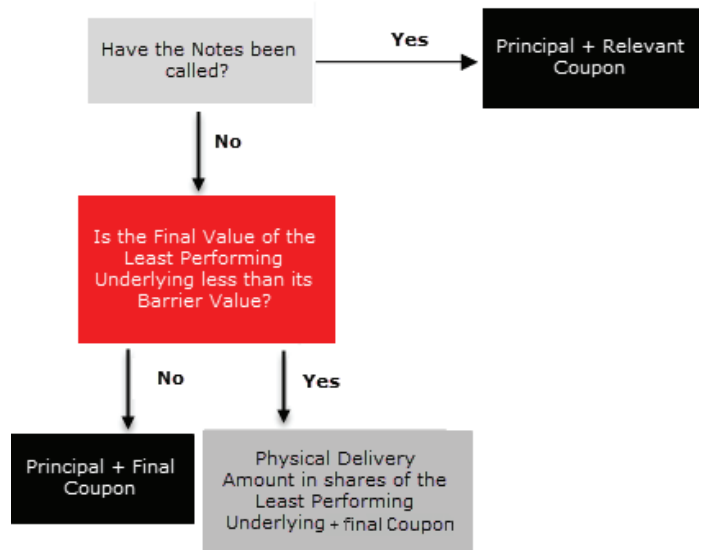 Have the Notes been
called?
Yes
Principal + Relevant
Coupon
No
Is the Final Value of the
Least Performing
Underlying less than its
Barrier Value?
No
Yes
Principal + Final
Coupon
Physical Delivery
Amount in shares of the
Least Performing
Underlying + final Coupon